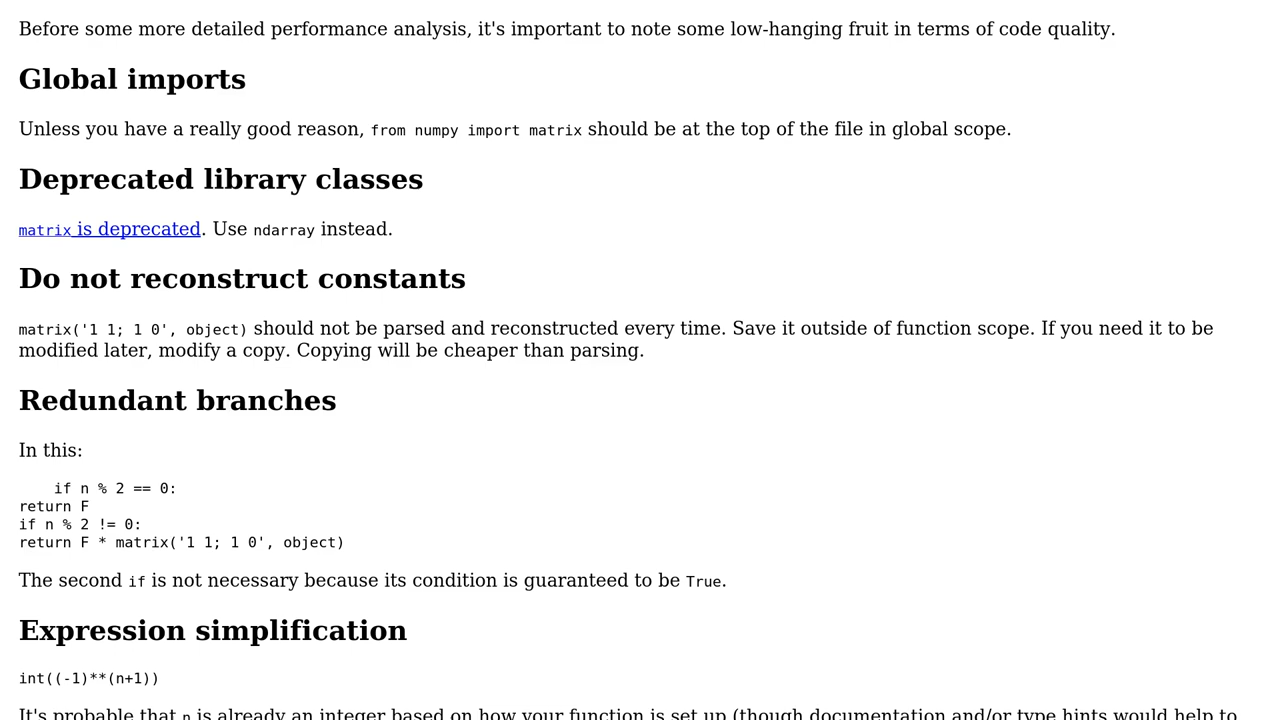 Before some more detailed performance analysis, it's important to note some low-hanging fruit in terms of code quality.
Global imports
Unless you have a really good reason, from numpy import matrix should be at the top of the file in global scope.
Deprecated library classes
matrix is deprecated. Use ndarray instead.
Do not reconstruct constants
matrix('1 1; 1 0', object) should not be parsed and reconstructed every time. Save it outside of function scope. If you need it to be
modified later, modify a copy. Copying will be cheaper than parsing.
Redundant branches
In this:
    if n % 2 == 0:
return F
if n % 2 != 0:
return F * matrix('1 1; 1 0', object)
The second if is not necessary because its condition is guaranteed to be True.
Expression simplification
int((-1)**(n+1))
It's probable that n is already an integer based on how your function is set up (though documentation and/or type hints would help to